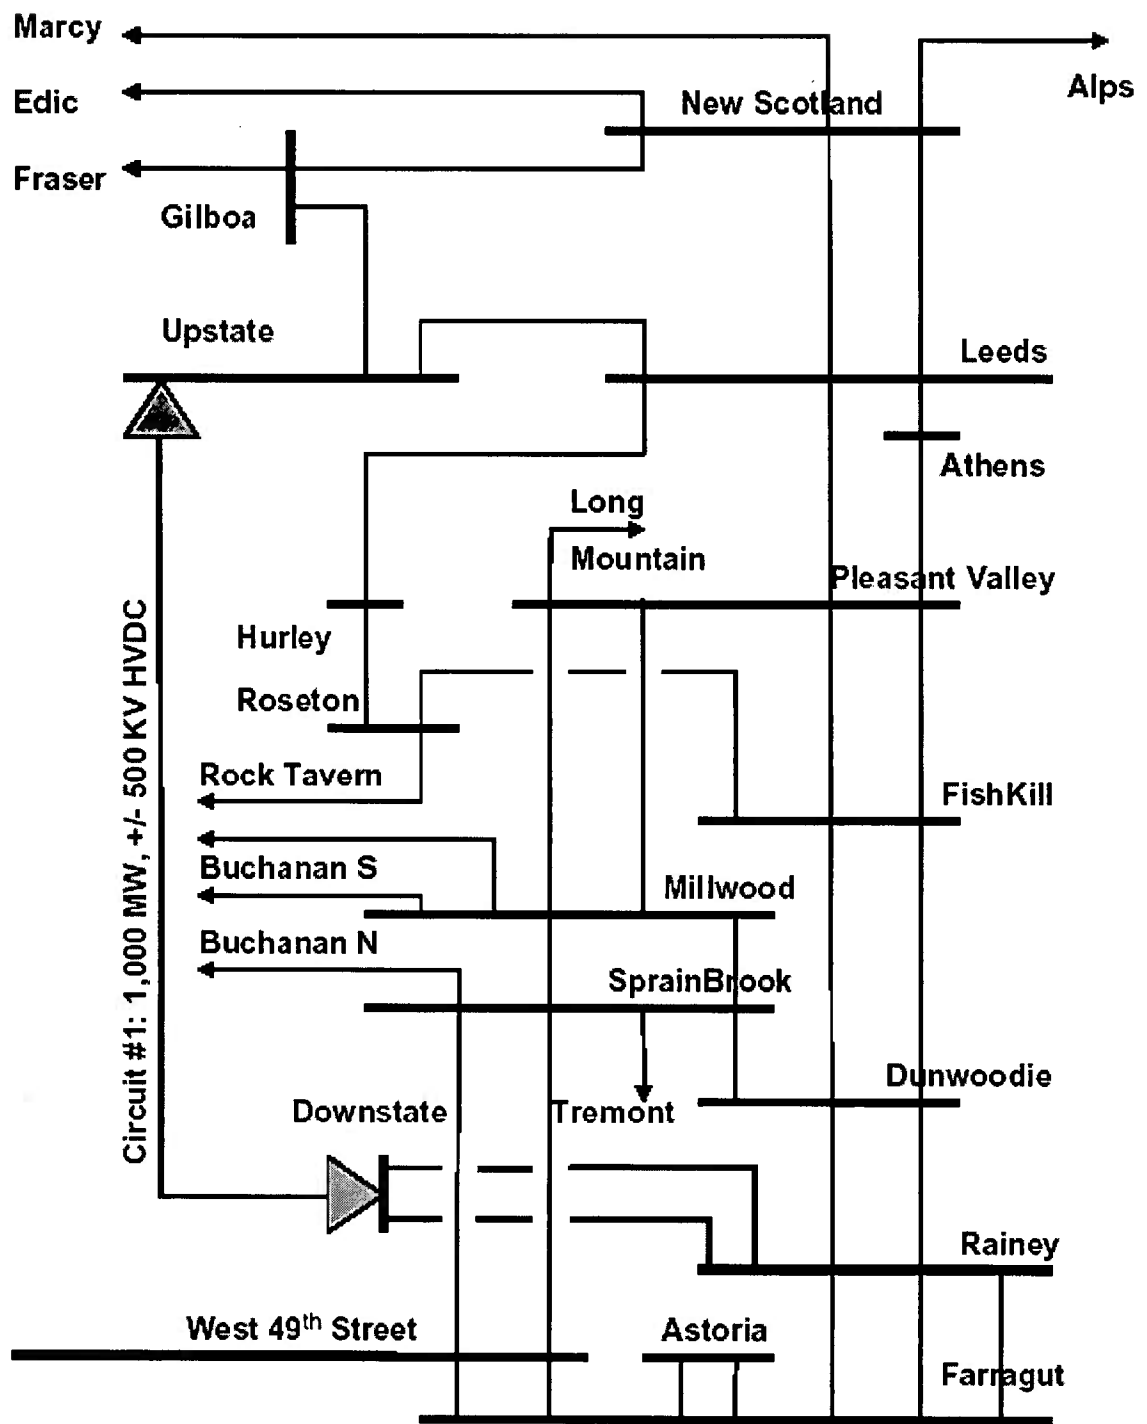 Marcy
Alps
Edic
New Scotland
Fraser
Gilboa
Upstate
Leeds
Athens
Long
Mountain
Pleasant Valley
Hurley
Roseton
Rock Tavern
FishKill
Buchanan S
Millwood
Buchanan N
SprainBrook
Circuit #1: 1,000 MW, +/- 500 KV HVDC
Dunwoodie
Downstate
Tremont
Rainey
West 49th Street
Astoria
Farragut